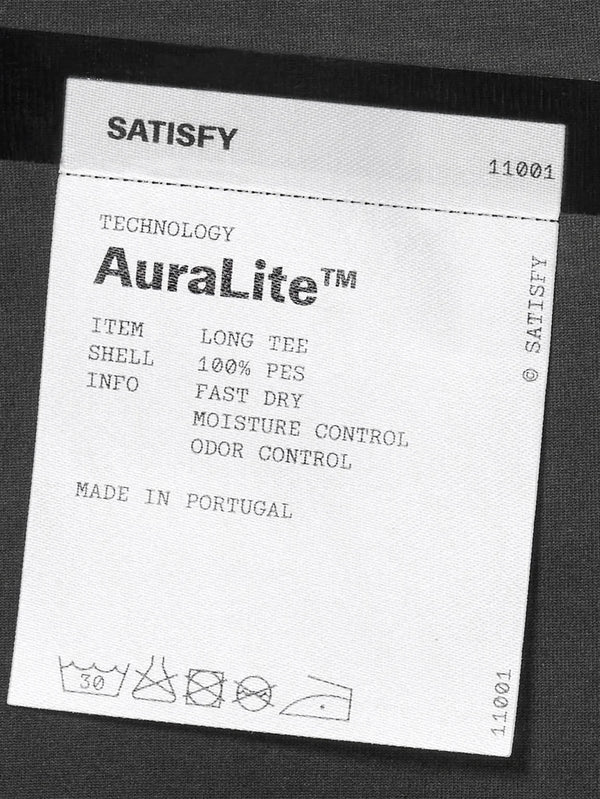 SATISFY
11001
TECHNOLOGY
AuraLite™
ITEM LONG TEE
SHELL 100% PES
INFO FAST DRY
MOISTURE CONTROL
ODOR CONTROL
MADE IN PORTUGAL
30
© SATISFY
11001